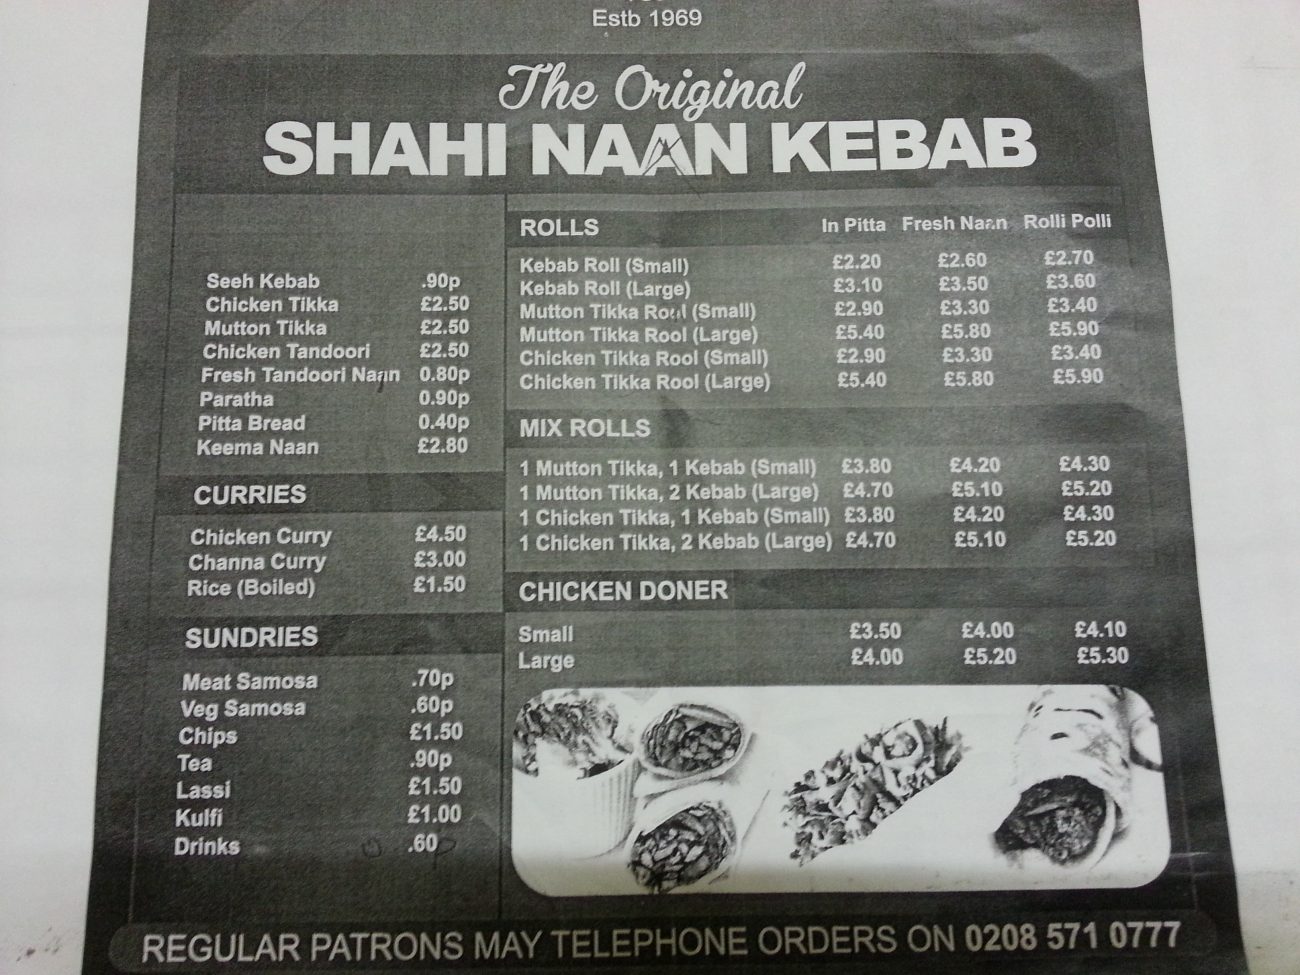 Estb 1969
The Original
SHAHI NAAN KEBAB
Seeh Kebab .90p
Chicken Tikka £2.50
Mutton Tikka £2.50
Chicken Tandoori £2.50
Fresh Tandoori Naan 0.80p
Paratha 0.90p
Pitta Bread 0.40p
Keema Naan £2.80
CURRIES
Chicken Curry £4.50
Channa Curry £3.00
Rice (Boiled) £1.50
SUNDRIES
Meat Samosa .70p
Veg Samosa .60p
Chips £1.50
Tea .90p
Lassi £1.50
Kulfi £1.00
Drinks 0.60p
ROLLS In Pitta Fresh Naan Rolli Polli
Kebab Roll (Small) £2.20 £2.60 £2.70
Kebab Roll (Large) £3.10 £3.50 £3.60
Mutton Tikka Rool (Small) £2.90 £3.30 £3.40
Mutton Tikka Rool (Large) £5.40 £5.80 £5.90
Chicken Tikka Rool (Small) £2.90 £3.30 £3.40
Chicken Tikka Rool (Large) £5.40 £5.80 £5.90
MIX ROLLS
1 Mutton Tikka, 1 Kebab (Small) £3.80 £4.20 £4.30
1 Mutton Tikka, 2 Kebab (Large) £4.70 £5.10 £5.20
1 Chicken Tikka, 1 Kebab (Small) £3.80 £4.20 £4.30
1 Chicken Tikka, 2 Kebab (Large) £4.70 £5.10 £5.20
CHICKEN DONER
Small £3.50 £4.00 £4.10
Large £4.00 £5.20 £5.30
REGULAR PATRONS MAY TELEPHONE ORDERS ON 0208 571 0777